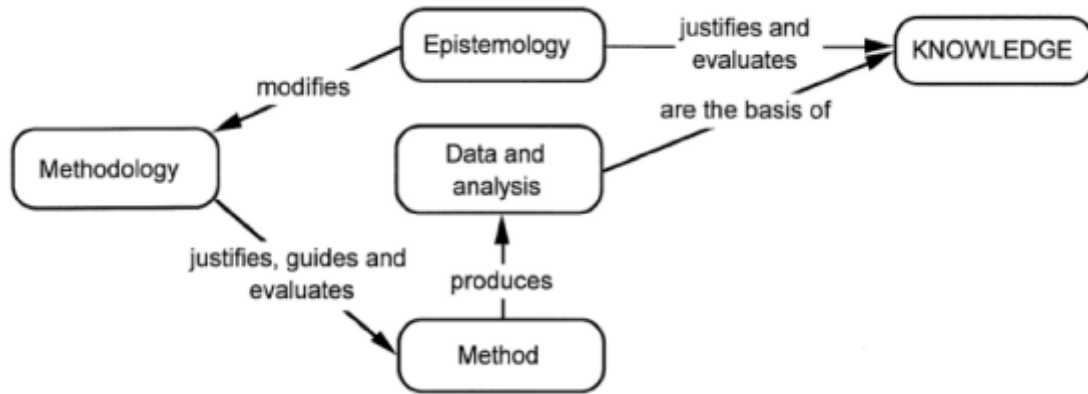 Epistemology
justifies and
evaluates
KNOWLEDGE
modifies
are the basis of
Methodology
Data and
analysis
justifies, guides and
evaluates
produces
Method